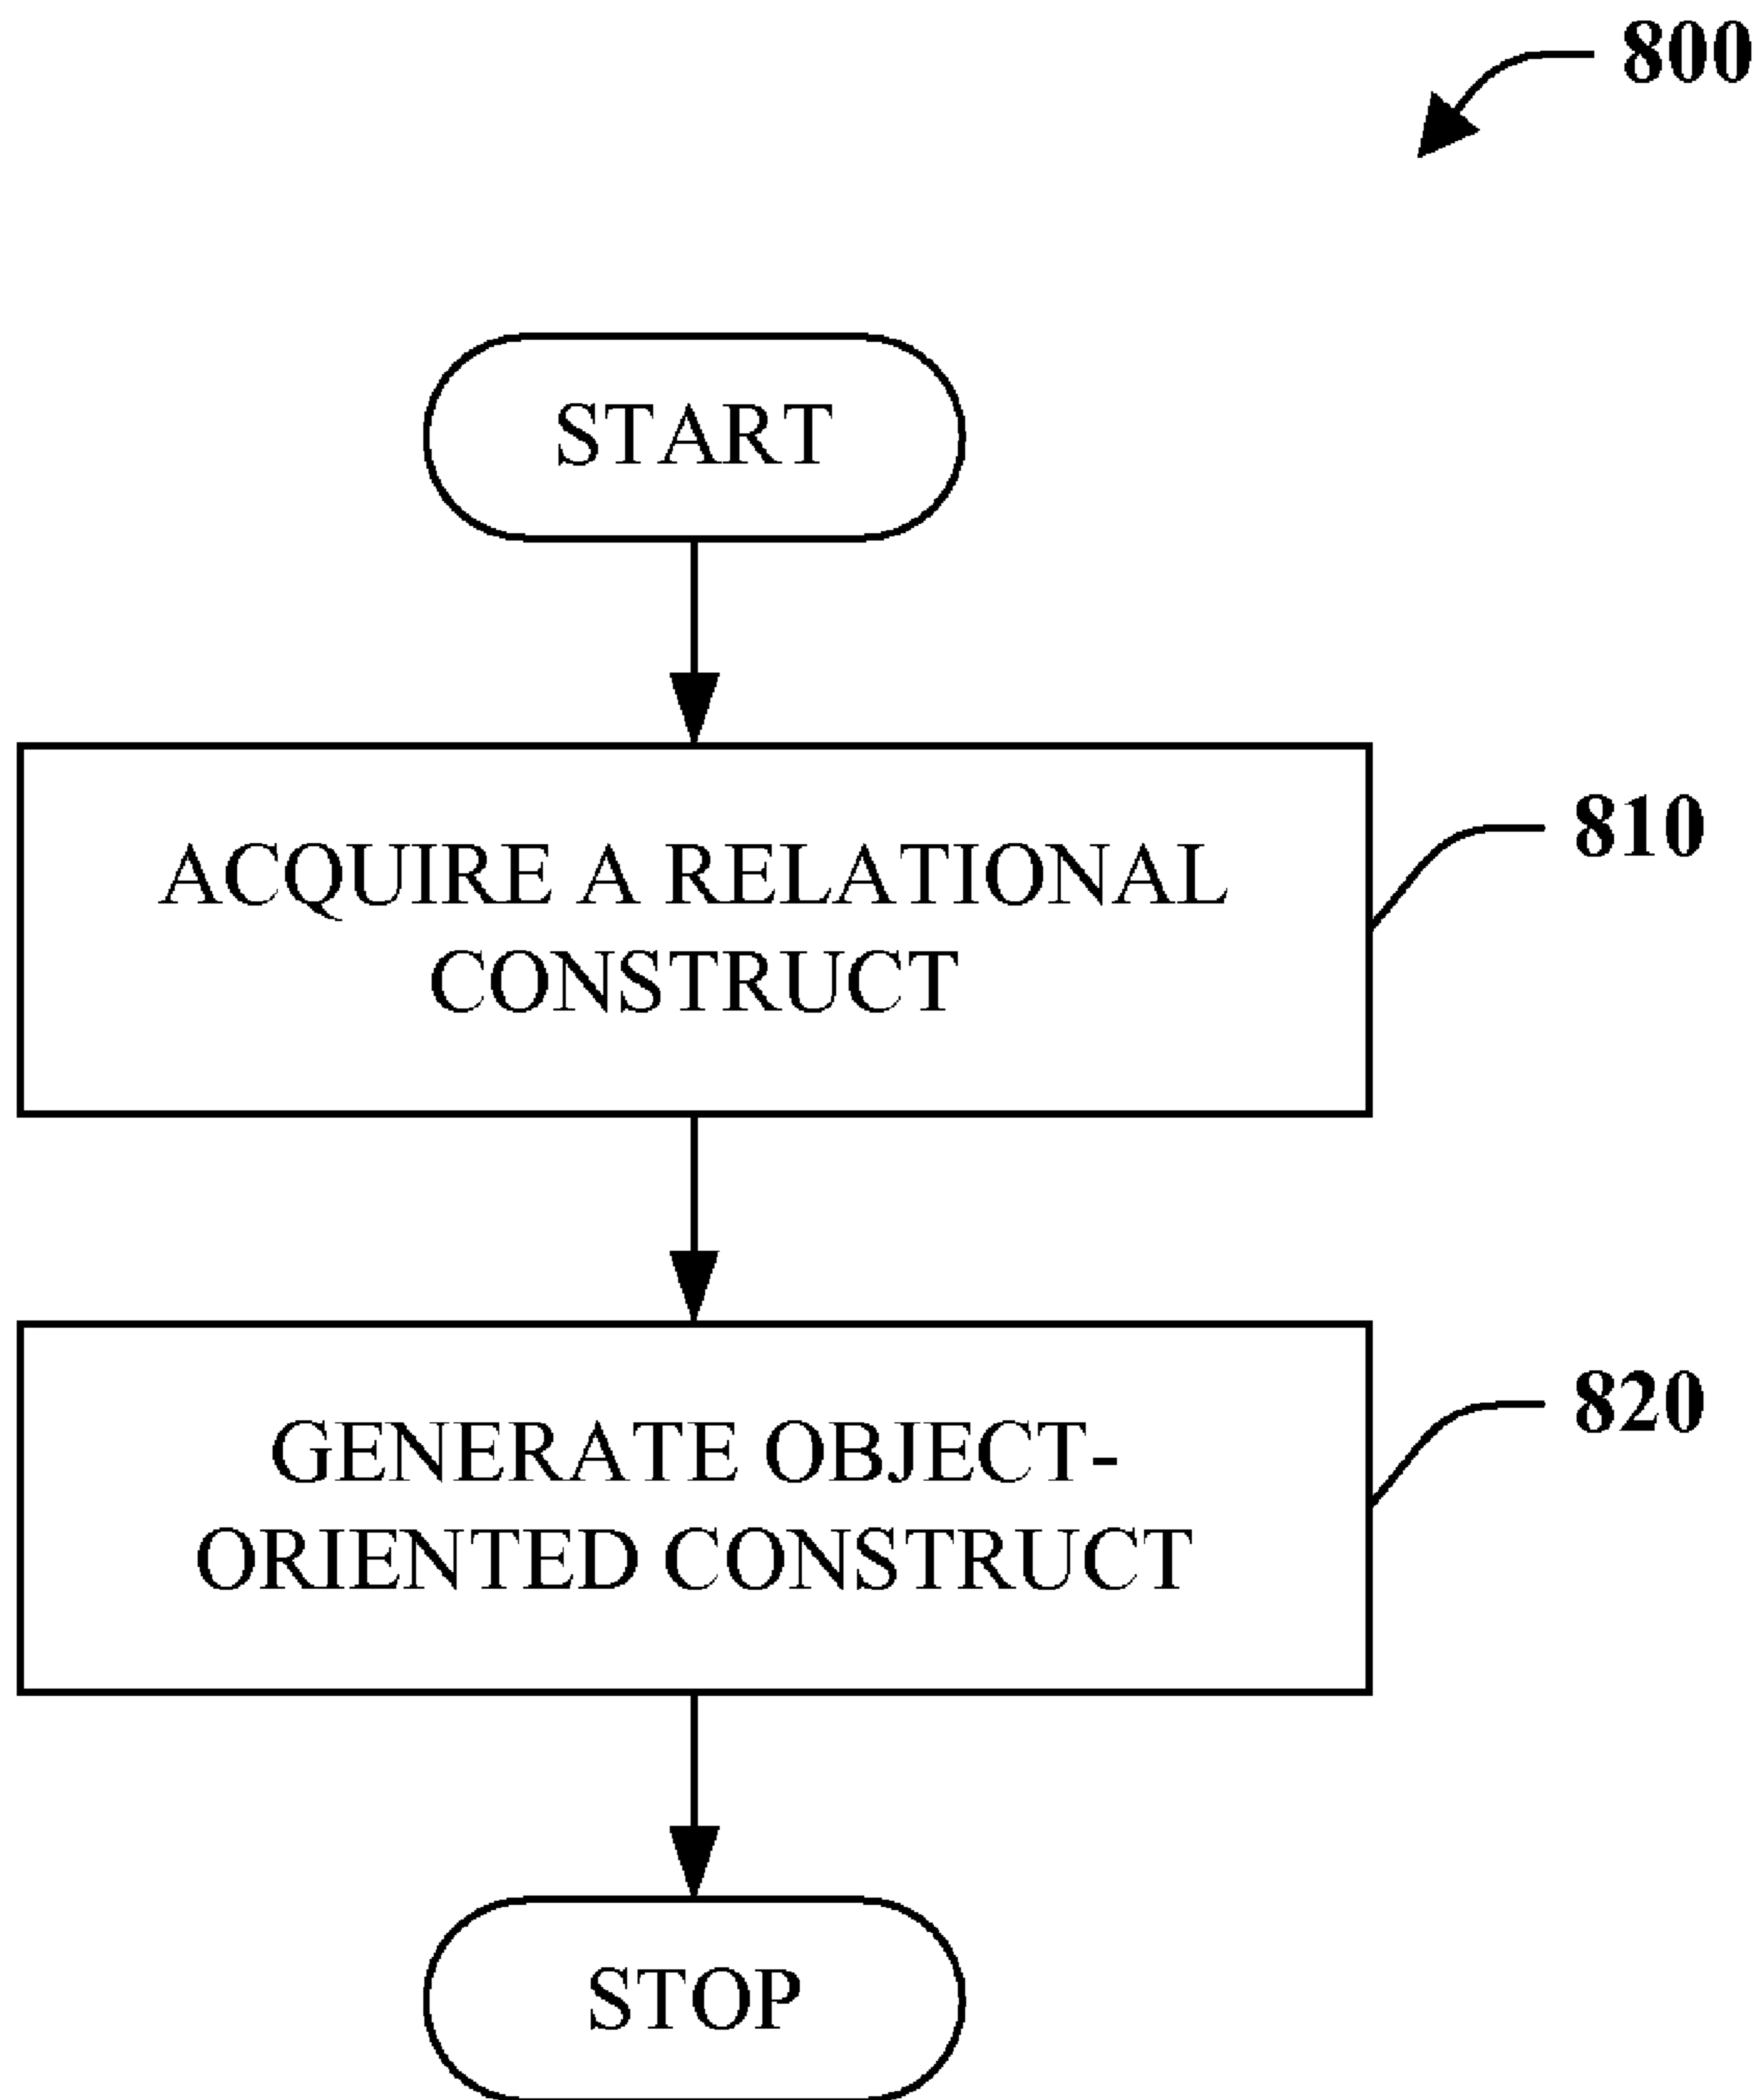 800
START
810
ACQUIRE A RELATIONAL
CONSTRUCT
820
GENERATE OBJECT-
ORIENTED CONSTRUCT
STOP